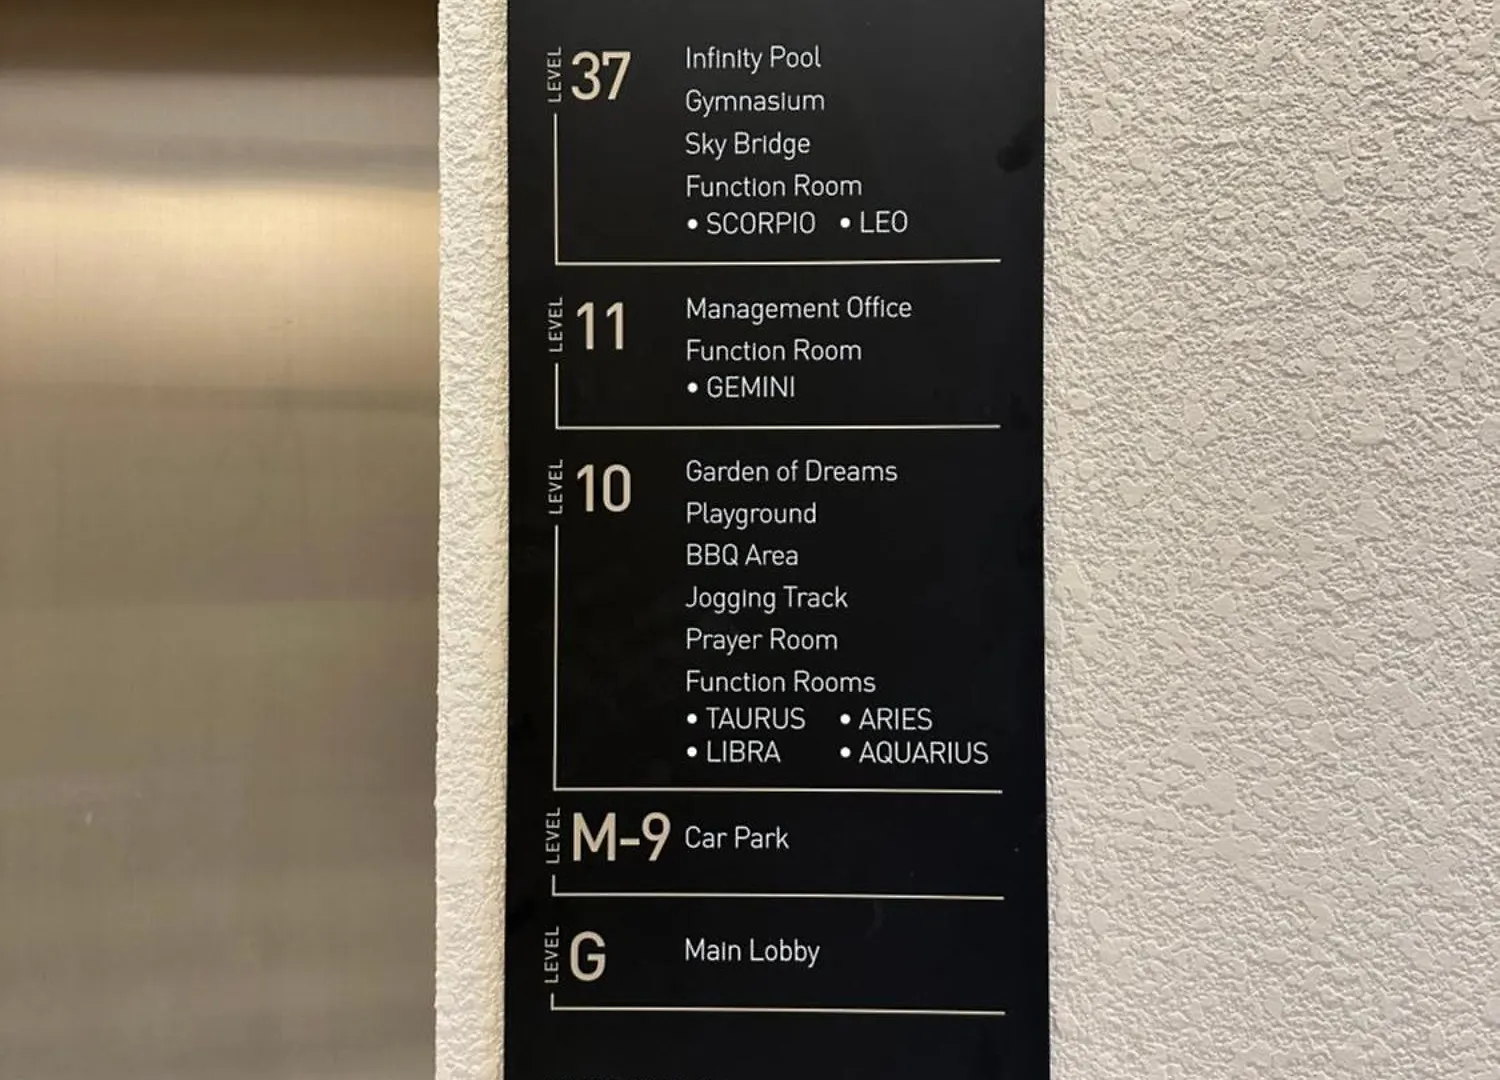 LEVEL 37 Infinity Pool
Gymnasium
Sky Bridge
Function Room
• SCORPIO • LEO
LEVEL 11 Management Office
Function Room
• GEMINI
LEVEL 10 Garden of Dreams
Playground
BBQ Area
Jogging Track
Prayer Room
Function Rooms
• TAURUS • ARIES
• LIBRA • AQUARIUS
LEVEL M-9 Car Park
LEVEL G Main Lobby